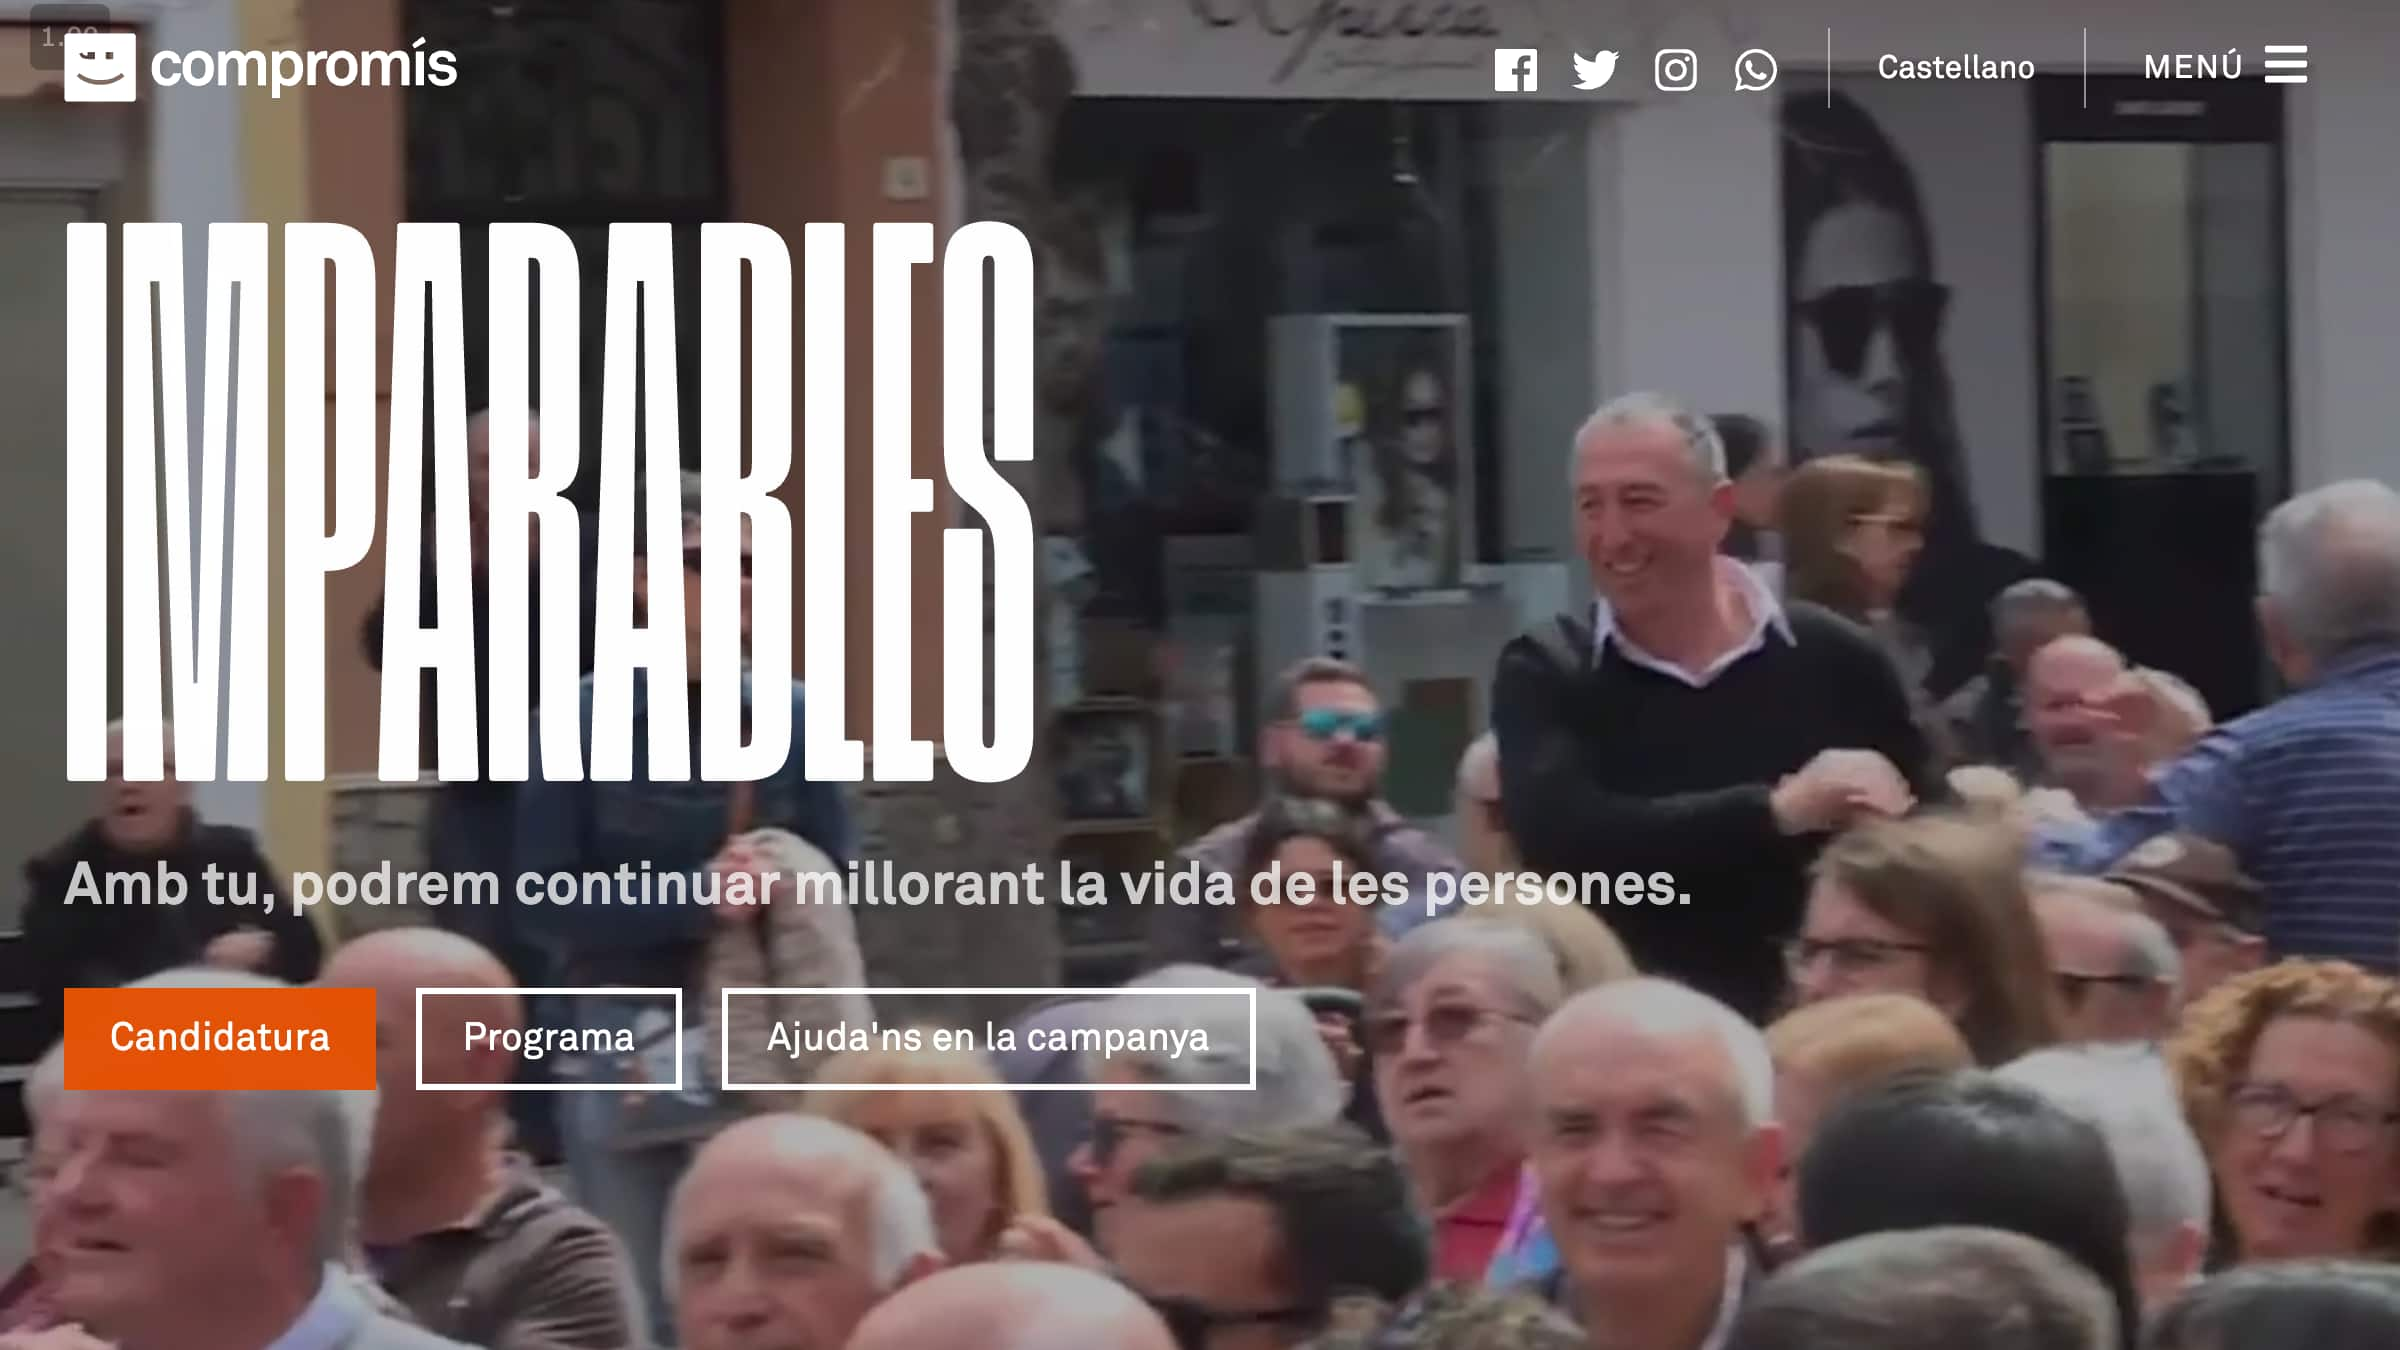 compromís
Castellano
MENÚ
IMPARABLES
Amb tu, podrem continuar millorant la vida de les persones.
Candidatura
Programa
Ajuda'ns en la campanya